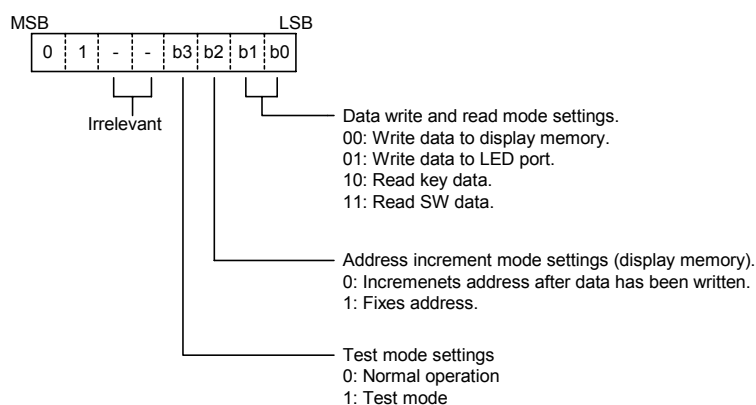 MSB LSB
0 1 - - b3 b2 b1 b0
Irrelevant
Data write and read mode settings.
00: Write data to display memory.
01: Write data to LED port.
10: Read key data.
11: Read SW data.
Address increment mode settings (display memory).
0: Incremenets address after data has been written.
1: Fixes address.
Test mode settings
0: Normal operation
1: Test mode